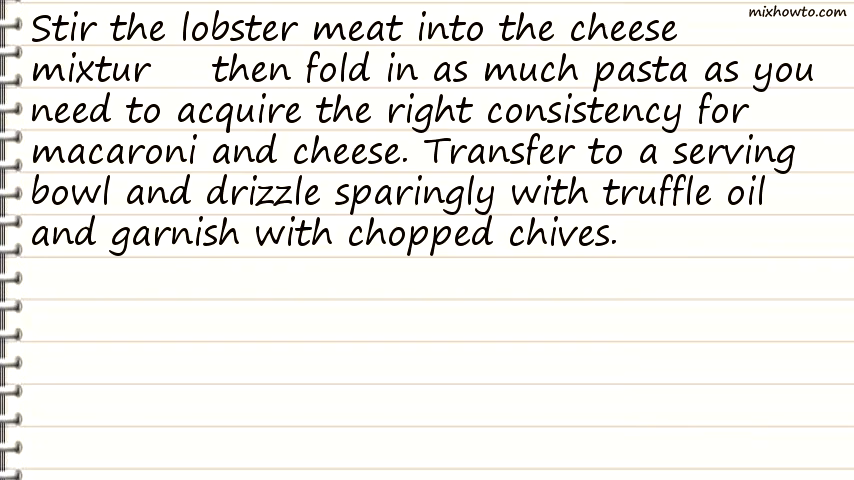 mixhowto.com
Stir the lobster meat into the cheese
mixtur then fold in as much pasta as you
need to acquire the right consistency for
macaroni and cheese. Transfer to a serving
bowl and drizzle sparingly with truffle oil
and garnish with chopped chives.